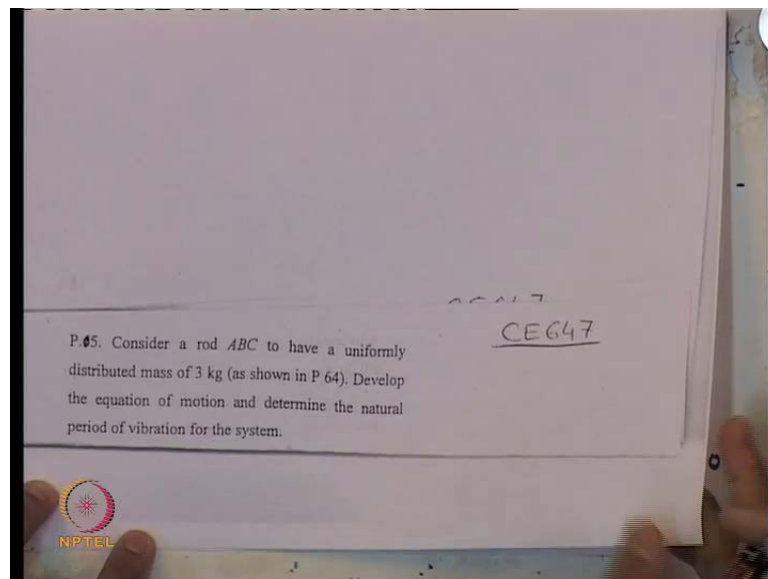 CE647
P.65. Consider a rod ABC to have a uniformly
distributed mass of 3 kg (as shown in P 64). Develop
the equation of motion and determine the natural
period of vibration for the system.
NPTEL